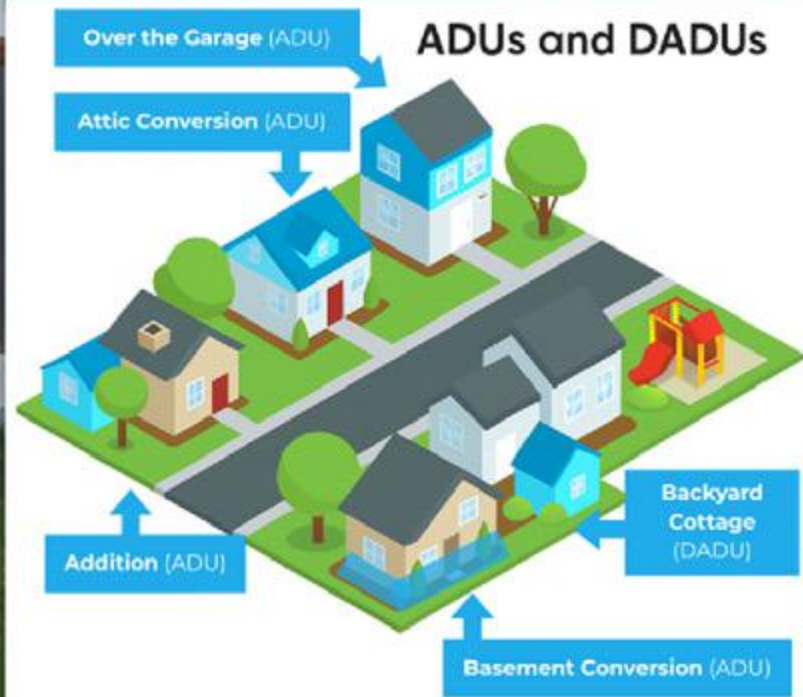 ADUs and DADUs
Over the Garage (ADU)
Attic Conversion (ADU)
Addition (ADU)
Backyard
Cottage
(DADU)
Basement Conversion (ADU)